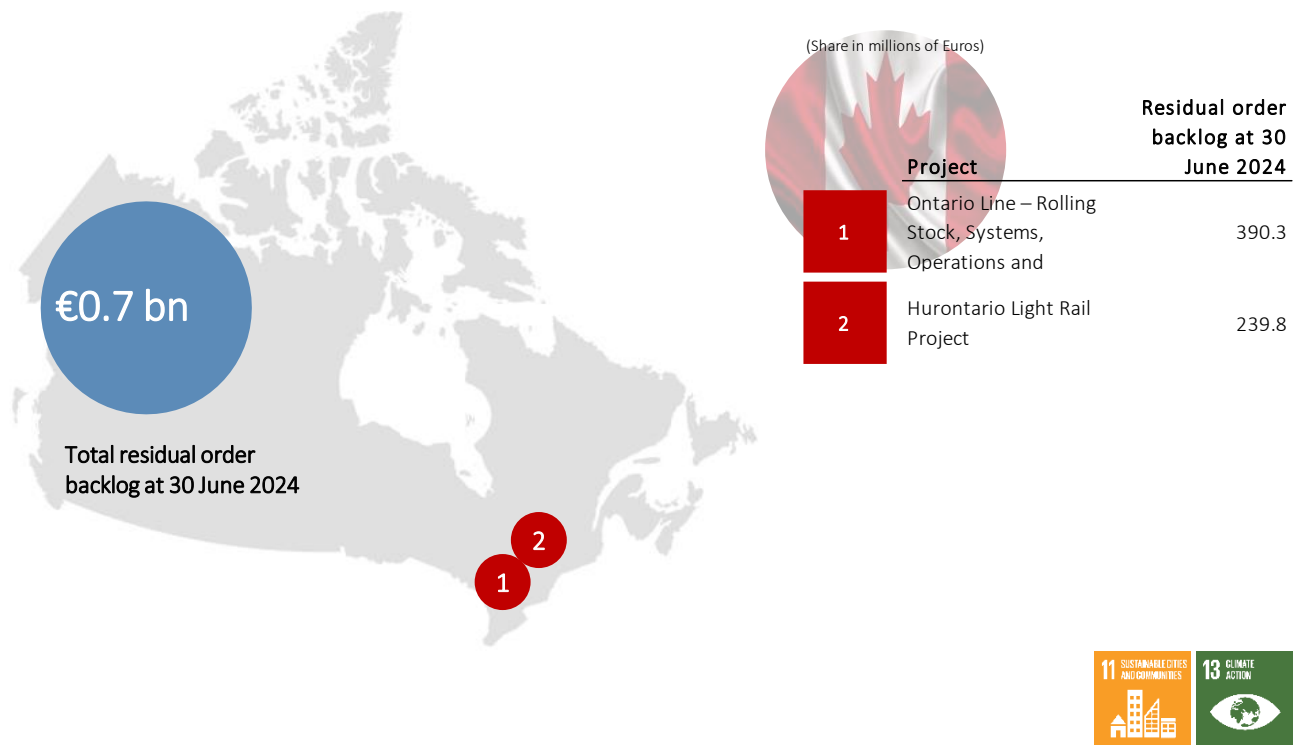 (Share in millions of Euros)
Residual order
backlog at 30
Project June 2024
1 Ontario Line – Rolling
Stock, Systems,
Operations and
390.3
2 Hurontario Light Rail
Project
239.8
€0.7 bn
Total residual order
backlog at 30 June 2024
2
1
11 SUSTAINABLE CITIES
AND COMMUNITIES
13 CLIMATE
ACTION